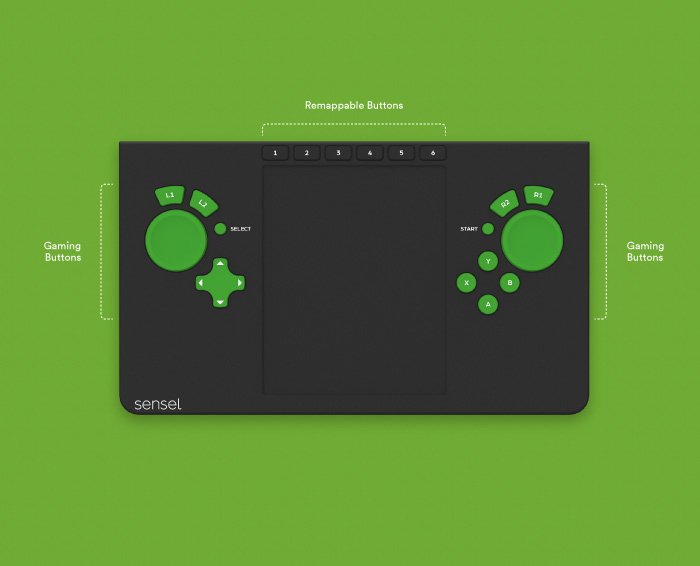 Remappable Buttons
1 2 3 4 5 6
L1
L2
R2
R1
SELECT
START
Gaming
Buttons
Gaming
Buttons
Y
X
B
A
sensel